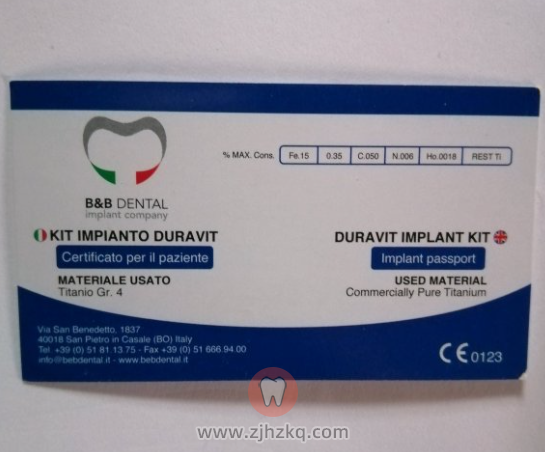 % MAX. Cons. Fe.15 0.35 C.050 N.006 Ho.0018 REST Ti
B&B DENTAL
implant company
KIT IMPIANTO DURAVIT
Certificato per il paziente
MATERIALE USATO
Titanio Gr. 4
DURAVIT IMPLANT KIT
Implant passport
USED MATERIAL
Commercially Pure Titanium
Via San Benedetto, 1837
40018 San Pietro in Casale (BO) Italy
Tel. +39 (0) 51 81.13.75 - Fax +39 (0) 51 666 94 00
info@bebdental.it - www.bebdental.it
CE 0123
www.zjhzkq.com